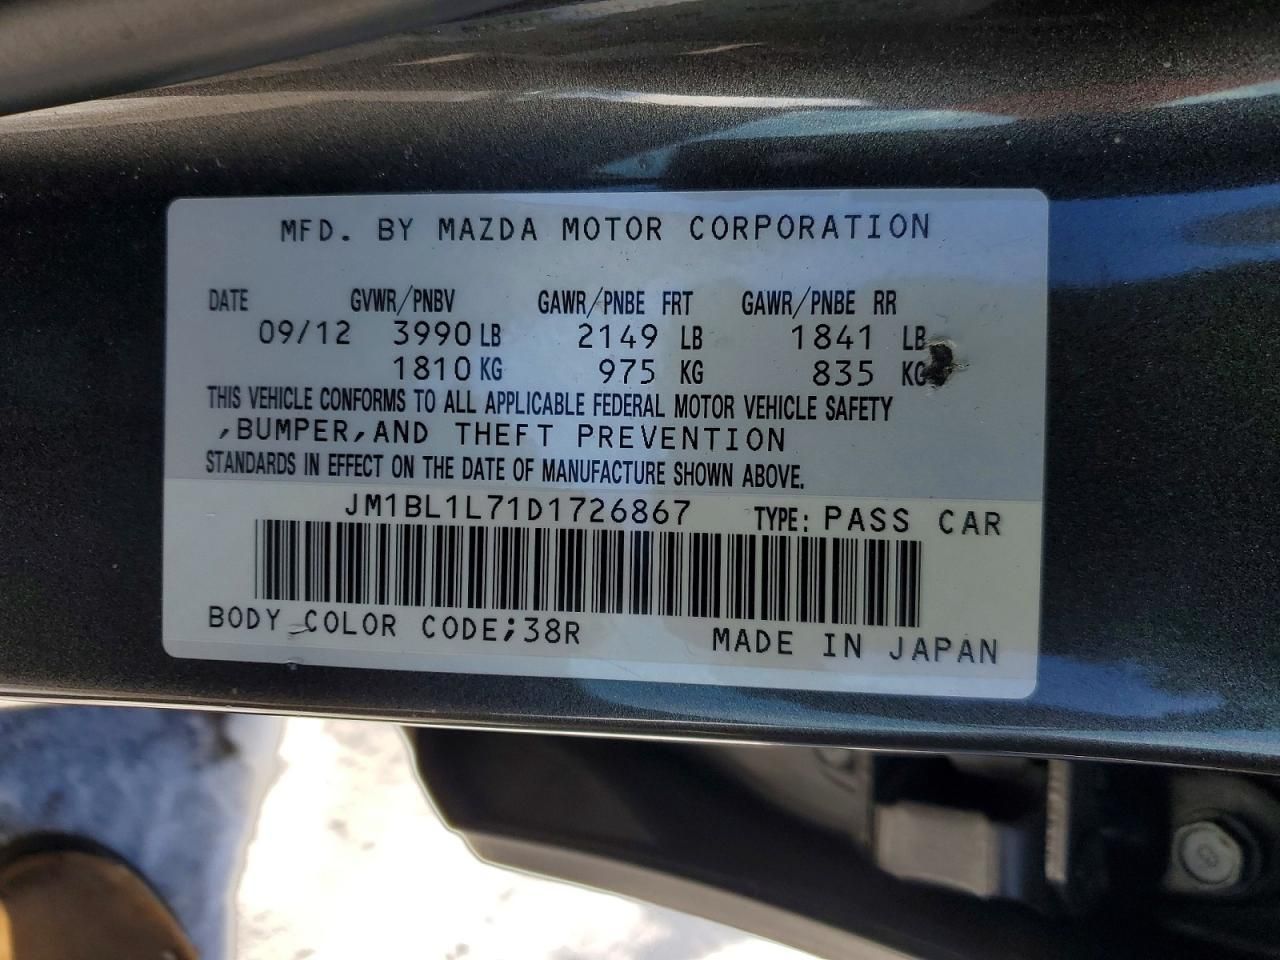 MFD. BY MAZDA MOTOR CORPORATION
DATE GVWR/PNBV GAWR/PNBE FRT GAWR/PNBE RR
09/12 3990 LB 2149 LB 1841 LB
1810 KG 975 KG 835 KG
THIS VEHICLE CONFORMS TO ALL APPLICABLE FEDERAL MOTOR VEHICLE SAFETY
,BUMPER,AND THEFT PREVENTION
STANDARDS IN EFFECT ON THE DATE OF MANUFACTURE SHOWN ABOVE.
JM1BL1L71D1726867 TYPE: PASS CAR
BODY COLOR CODE;38R MADE IN JAPAN